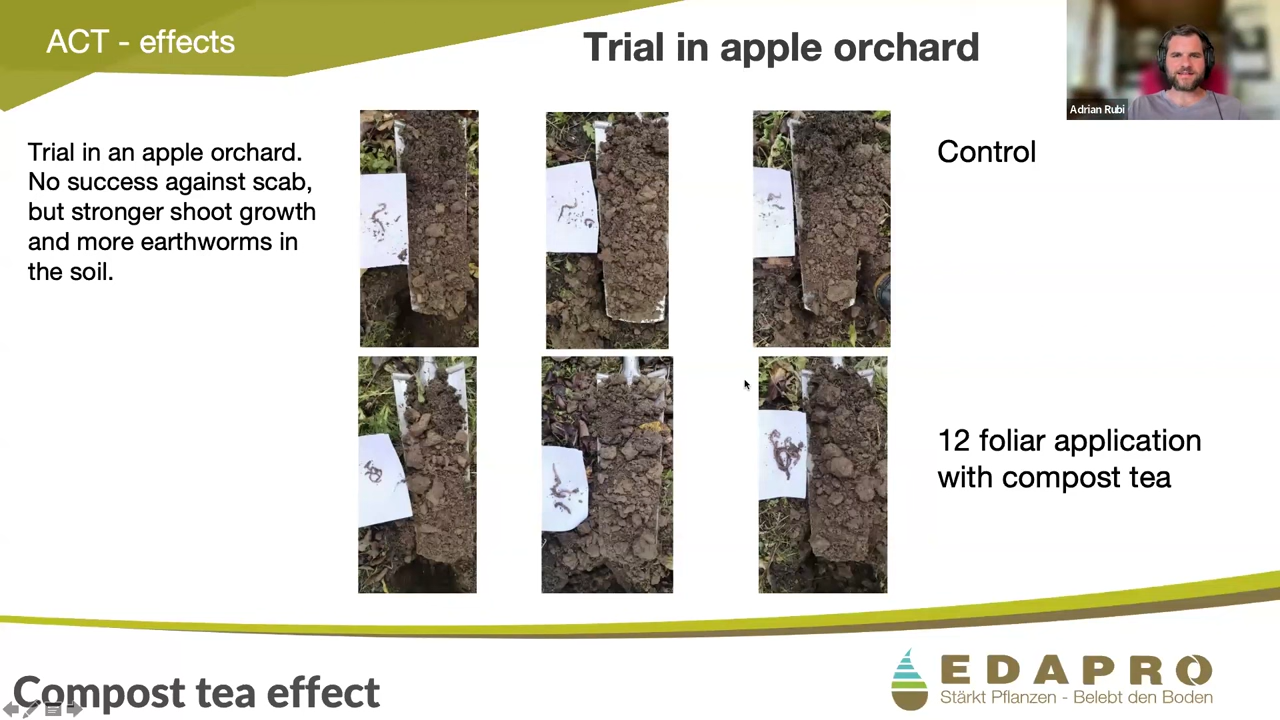 ACT - effects
Trial in apple orchard
Adrian Rubi
Trial in an apple orchard.
No success against scab,
but stronger shoot growth
and more earthworms in
the soil.
Control
12 foliar application
with compost tea
Compost tea effect
EDAPRO
Stärkt Pflanzen - Belebt den Boden